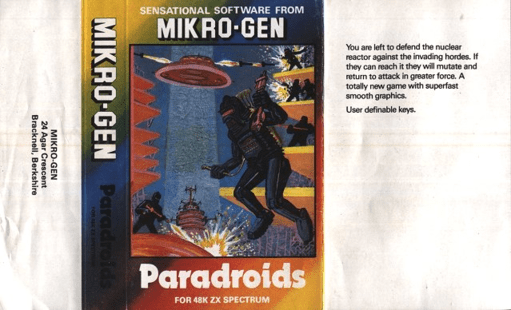 MIKRO-GEN
24 Agar Crescent
Bracknell, Berkshire
MIKRO-GEN
Paradroids
SENSATIONAL SOFTWARE FROM
MIKRO-GEN
Paradroids
FOR 48K ZX SPECTRUM
You are left to defend the nuclear
reactor against the invading hordes. If
they can reach it they will mutate and
return to attack in greater force. A
totally new game with superfast
smooth graphics.
User definable keys.